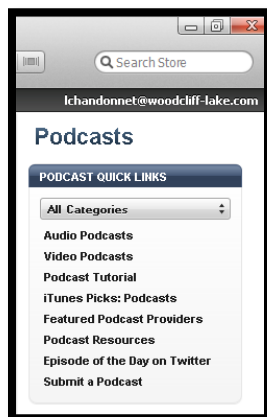 Search Store
lchandonnet@woodcliff-lake.com
Podcasts
PODCAST QUICK LINKS
All Categories
Audio Podcasts
Video Podcasts
Podcast Tutorial
iTunes Picks: Podcasts
Featured Podcast Providers
Podcast Resources
Episode of the Day on Twitter
Submit a Podcast